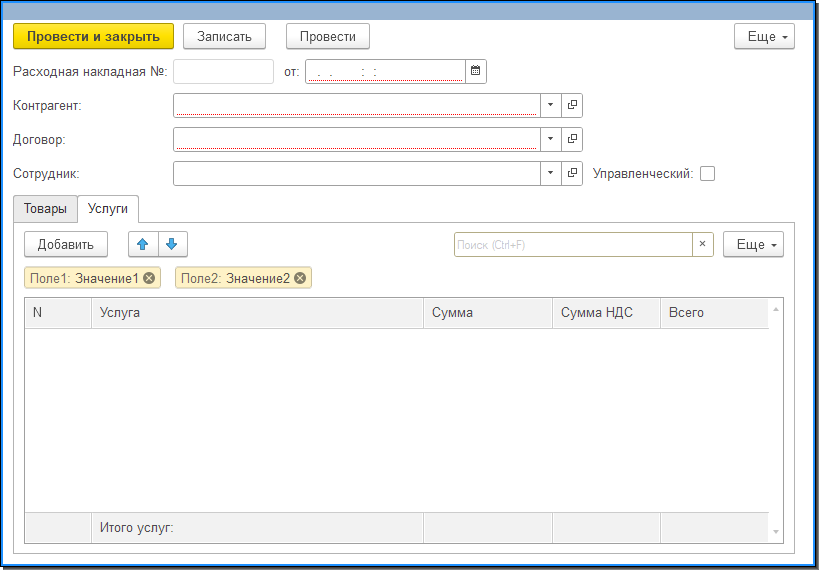 Провести и закрыть Записать Провести Еще
Расходная накладная №: от: . . : :
Контрагент:
Договор:
Сотрудник: Управленческий:
Товары Услуги
Добавить Поиск (Ctrl+F) × Еще
Поле1: Значение1 Поле2: Значение2
N Услуга Сумма Сумма НДС Всего
Итого услуг: